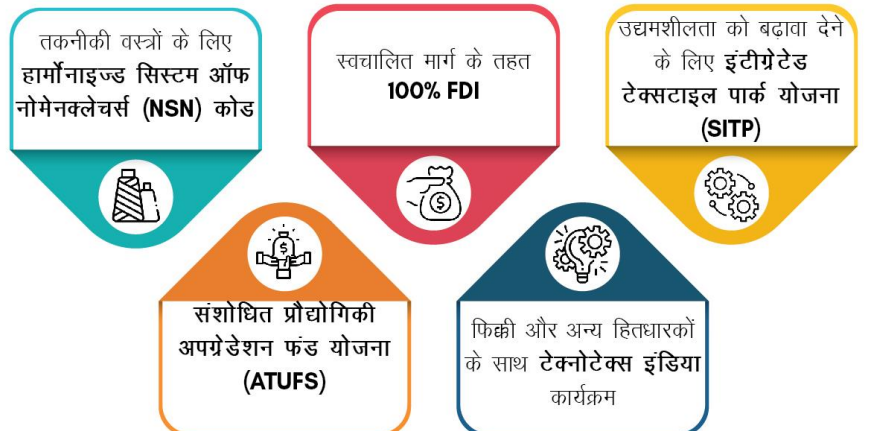 तकनीकी वस्त्रों के लिए
हार्मोनाइज्ड सिस्टम ऑफ
नोमेनक्लेचर्स (NSN) कोड
स्वचालित मार्ग के तहत
100% FDI
उद्यमशीलता को बढ़ावा देने
के लिए इंटीग्रेटेड
टेक्सटाइल पार्क योजना
(SITP)
संशोधित प्रौद्योगिकी
अपग्रेडेशन फंड योजना
(ATUFS)
फिक्की और अन्य हितधारकों
के साथ टेक्नोटेक्स इंडिया
कार्यक्रम